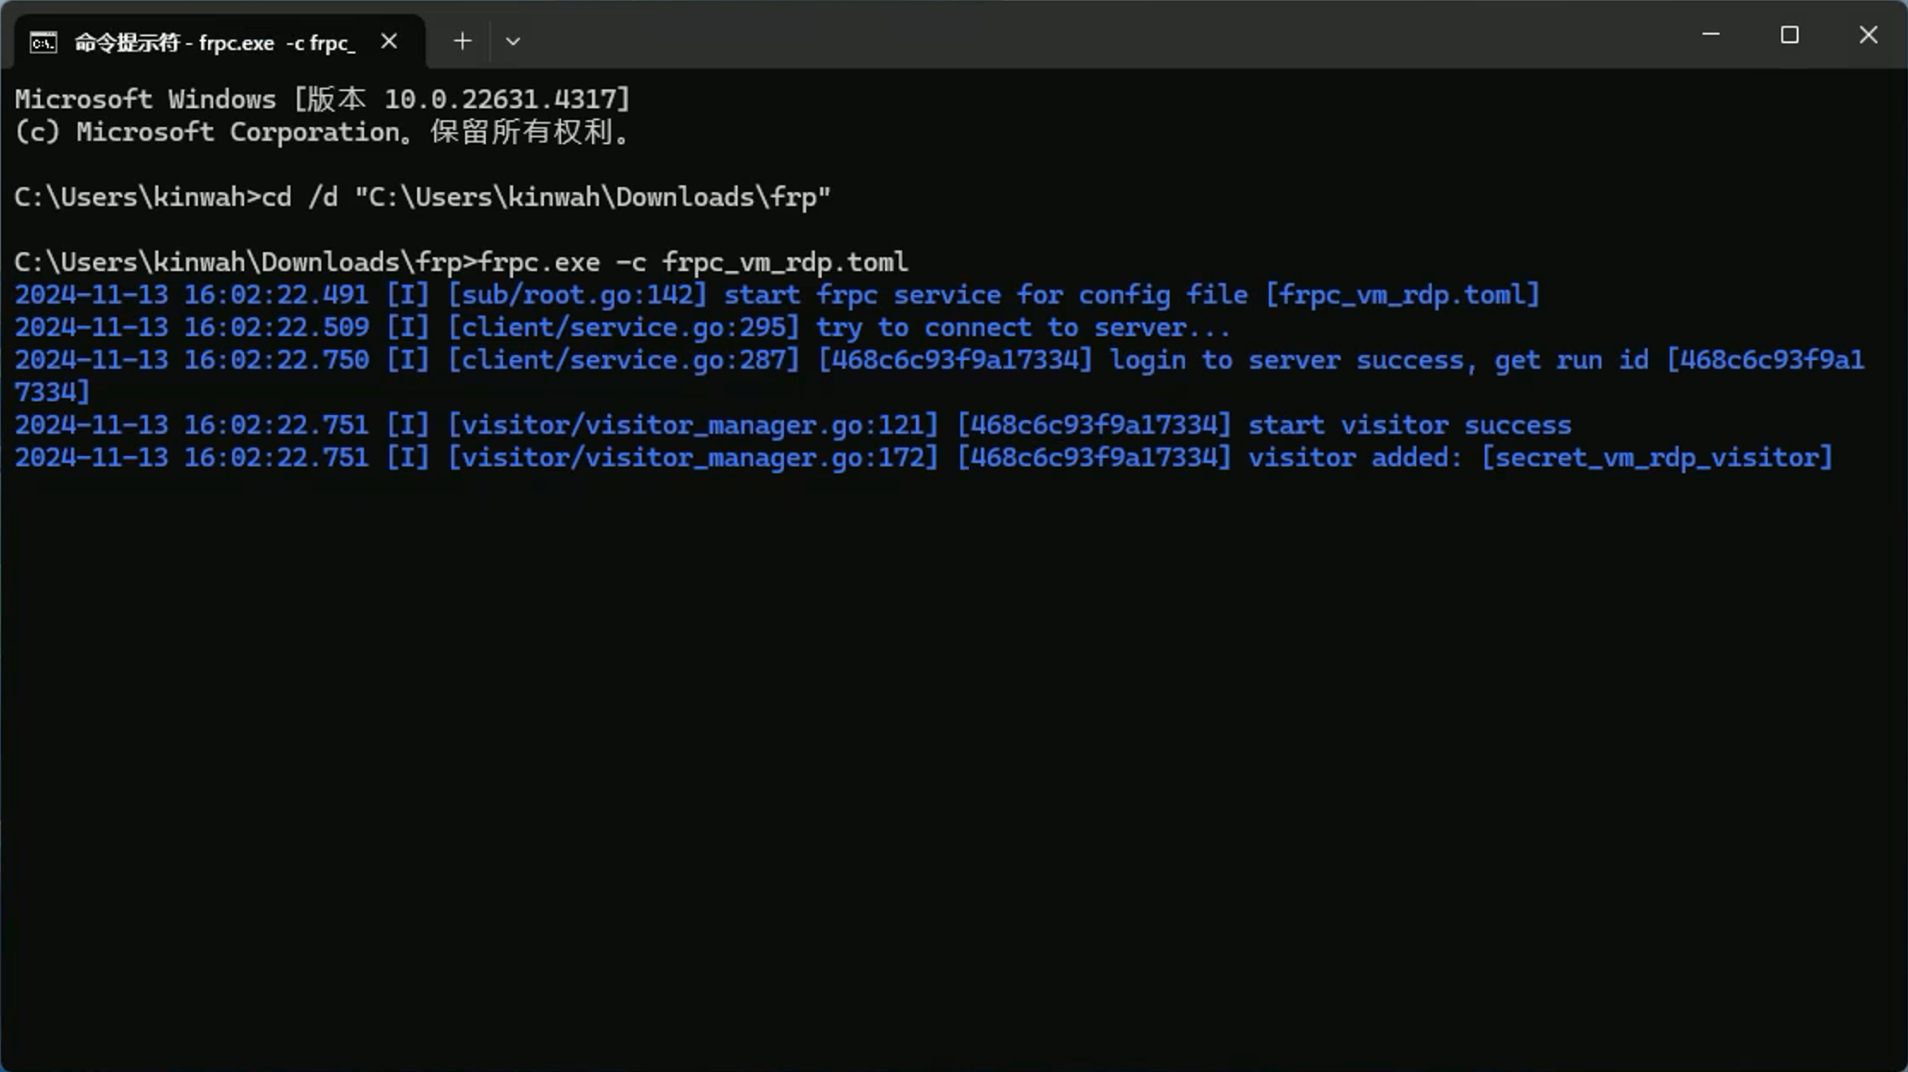 命令提示符 - frpc.exe -c frpc_
Microsoft Windows [版本 10.0.22631.4317]
(c) Microsoft Corporation。保留所有权利。
C:\Users\kinwah>cd /d "C:\Users\kinwah\Downloads\frp"
C:\Users\kinwah\Downloads\frp>frpc.exe -c frpc_vm_rdp.toml
2024-11-13 16:02:22.491 [I] [sub/root.go:142] start frpc service for config file [frpc_vm_rdp.toml]
2024-11-13 16:02:22.509 [I] [client/service.go:295] try to connect to server...
2024-11-13 16:02:22.750 [I] [client/service.go:287] [468c6c93f9a17334] login to server success, get run id [468c6c93f9a1
7334]
2024-11-13 16:02:22.751 [I] [visitor/visitor_manager.go:121] [468c6c93f9a17334] start visitor success
2024-11-13 16:02:22.751 [I] [visitor/visitor_manager.go:172] [468c6c93f9a17334] visitor added: [secret_vm_rdp_visitor]